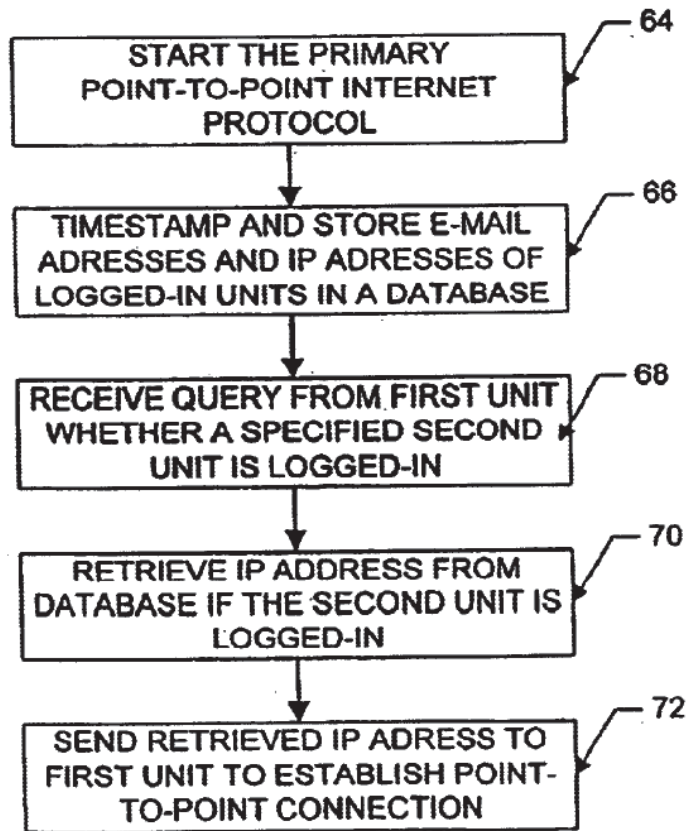 64
START THE PRIMARY
POINT-TO-POINT INTERNET
PROTOCOL
66
TIMESTAMP AND STORE E-MAIL
ADRESSES AND IP ADRESSES OF
LOGGED-IN UNITS IN A DATABASE
68
RECEIVE QUERY FROM FIRST UNIT
WHETHER A SPECIFIED SECOND
UNIT IS LOGGED-IN
70
RETRIEVE IP ADDRESS FROM
DATABASE IF THE SECOND UNIT IS
LOGGED-IN
72
SEND RETRIEVED IP ADRESS TO
FIRST UNIT TO ESTABLISH POINT-
TO-POINT CONNECTION